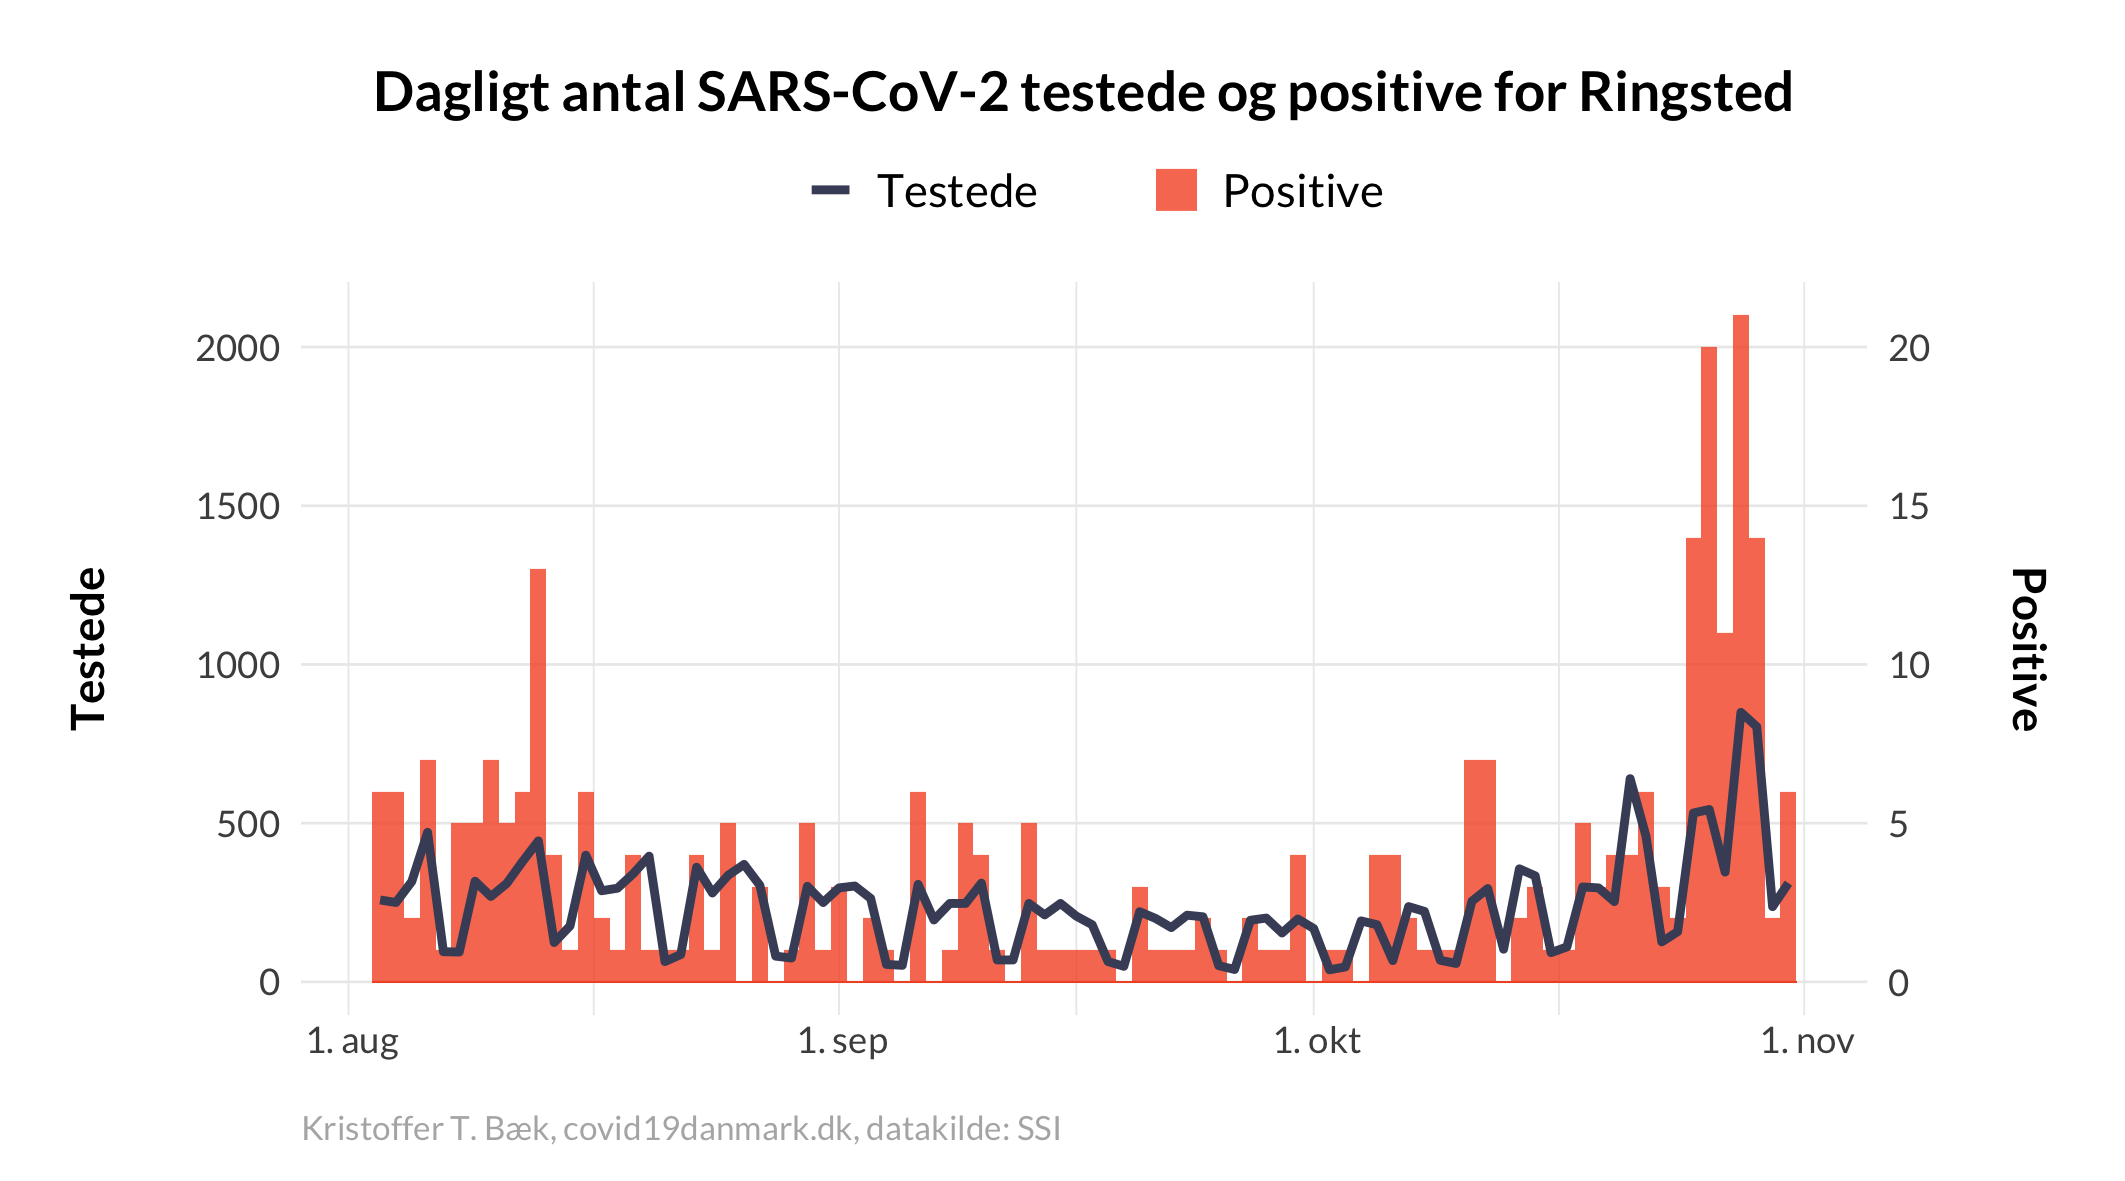 Dagligt antal SARS-CoV-2 testede og positive for Ringsted
Testede
Positive
2000
1500
1000
500
0
Testede
20
15
10
5
0
Positive
1. aug
1. sep
1. okt
1. nov
Kristoffer T. Bæk, covid19danmark.dk, datakilde: SSI